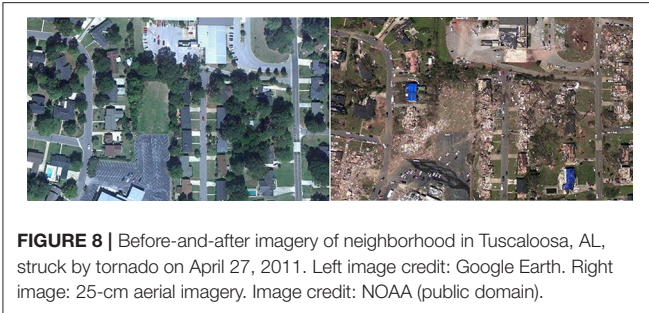 FIGURE 8 | Before-and-after imagery of neighborhood in Tuscaloosa, AL,
struck by tornado on April 27, 2011. Left image credit: Google Earth. Right
image: 25-cm aerial imagery. Image credit: NOAA (public domain).